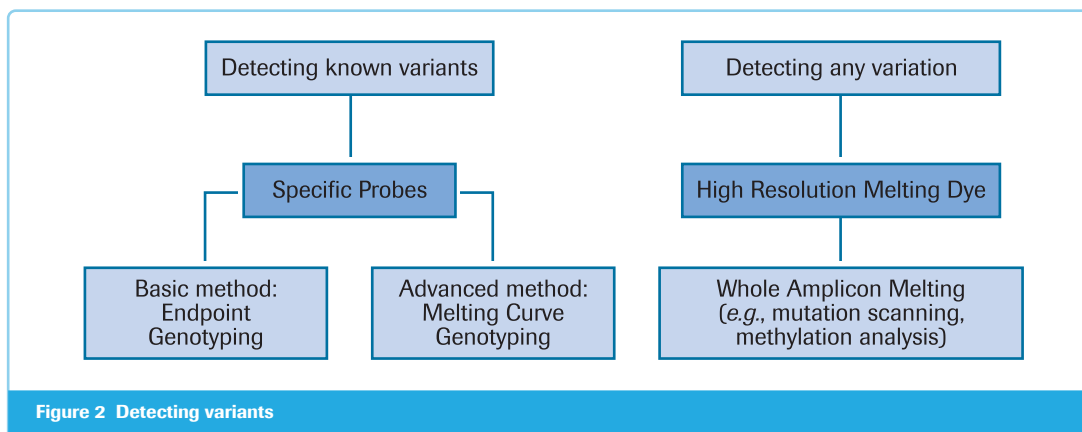 Detecting known variants
Detecting any variation
Specific Probes
High Resolution Melting Dye
Basic method:
Endpoint
Genotyping
Advanced method:
Melting Curve
Genotyping
Whole Amplicon Melting
(e.g., mutation scanning,
methylation analysis)
Figure 2 Detecting variants